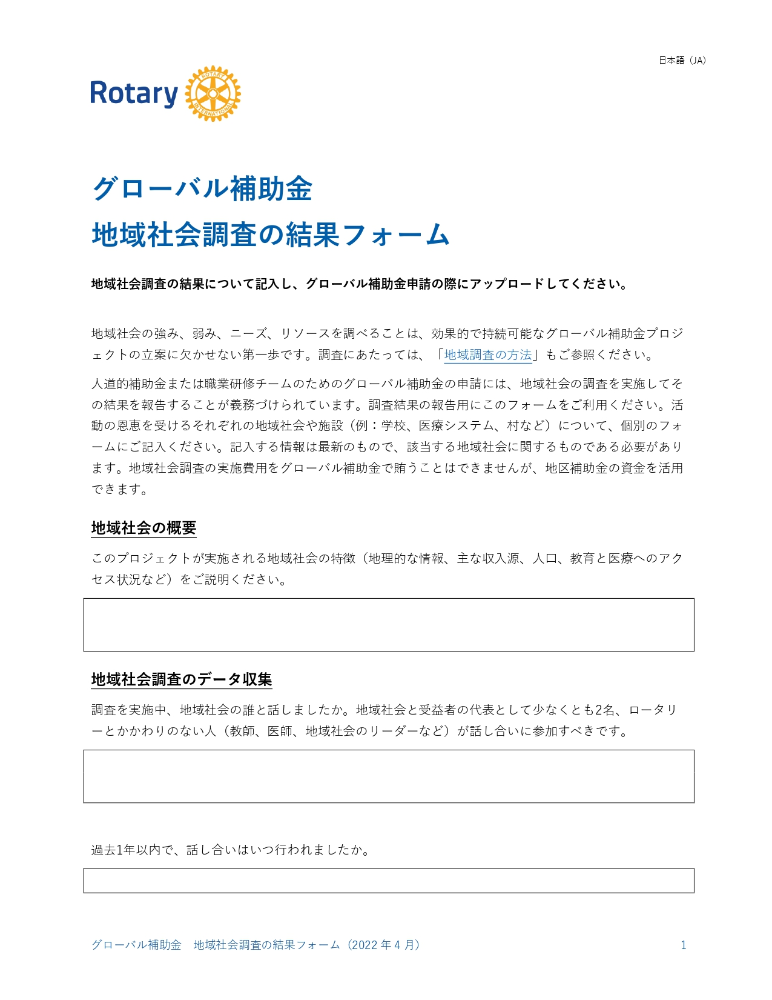 日本語（JA）
Rotary
ROTARY
INTERNATIONAL
グローバル補助金
地域社会調査の結果フォーム
地域社会調査の結果について記入し、グローバル補助金申請の際にアップロードしてください。
地域社会の強み、弱み、ニーズ、リソースを調べることは、効果的で持続可能なグローバル補助金プロジ
ェクトの立案に欠かせない第一歩です。調査にあたっては、「地域調査の方法」もご参照ください。
人道的補助金または職業研修チームのためのグローバル補助金の申請には、地域社会の調査を実施してそ
の結果を報告することが義務づけられています。調査結果の報告用にこのフォームをご利用ください。活
動の恩恵を受けるそれぞれの地域社会や施設（例：学校、医療システム、村など）について、個別のフォ
ームにご記入ください。記入する情報は最新のもので、該当する地域社会に関するものである必要があり
ます。地域社会調査の実施費用をグローバル補助金で賄うことはできませんが、地区補助金の資金を活用
できます。
地域社会の概要
このプロジェクトが実施される地域社会の特徴（地理的な情報、主な収入源、人口、教育と医療へのアク
セス状況など）をご説明ください。
地域社会調査のデータ収集
調査を実施中、地域社会の誰と話しましたか。地域社会と受益者の代表として少なくとも2名、ロータリ
ーとかかわりのない人（教師、医師、地域社会のリーダーなど）が話し合いに参加すべきです。
過去1年以内で、話し合いはいつ行われましたか。
グローバル補助金　地域社会調査の結果フォーム（2022 年 4 月） 1